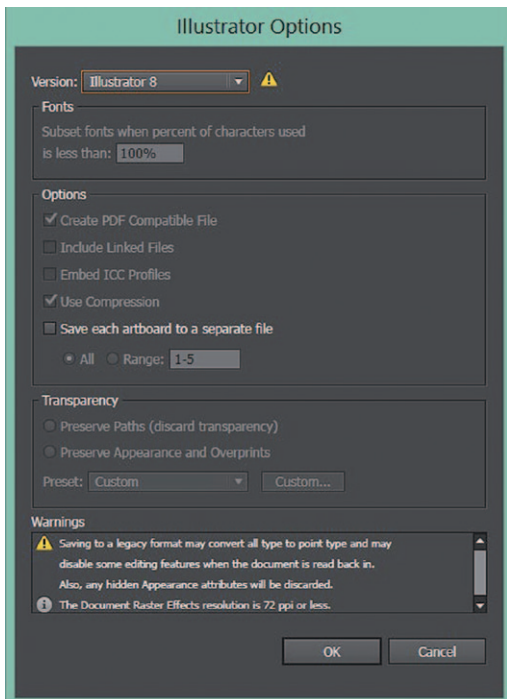 Illustrator Options
Version: Illustrator 8
Fonts
Subset fonts when percent of characters used
is less than: 100%
Options
Create PDF Compatible File
Include Linked Files
Embed ICC Profiles
Use Compression
Save each artboard to a separate file
All Range: 1-5
Transparency
Preserve Paths (discard transparency)
Preserve Appearance and Overprints
Preset: Custom Custom...
Warnings
Saving to a legacy format may convert all type to point type and may
disable some editing features when the document is read back in.
Also, any hidden Appearance attributes will be discarded.
The Document Raster Effects resolution is 72 ppi or less.
OK Cancel